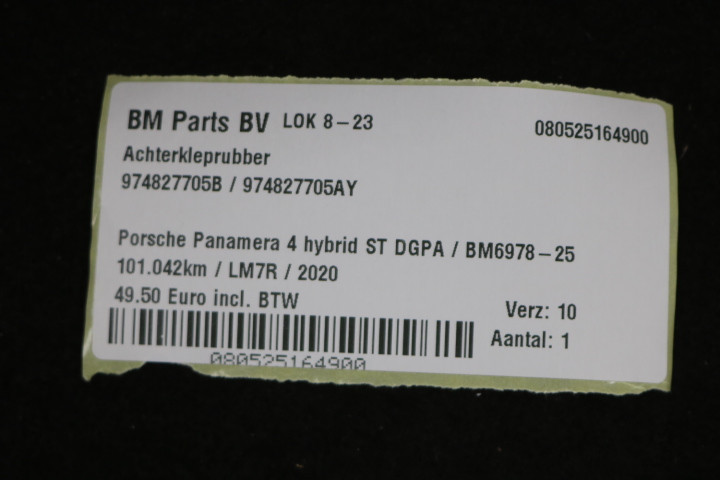 BM Parts BV LOK 8-23 080525164900
Achterkleprubber
974827705B / 974827705AY
Porsche Panamera 4 hybrid ST DGPA / BM6978-25
101.042km / LM7R / 2020
49.50 Euro incl. BTW
Verz: 10
Aantal: 1
080525164900